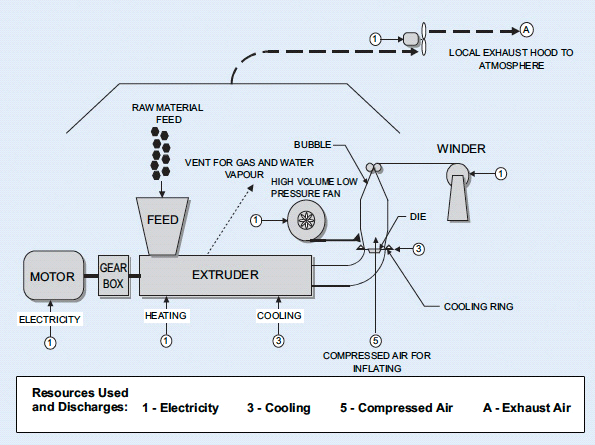 1
A
LOCAL EXHAUST HOOD TO
ATMOSPHERE
RAW MATERIAL
FEED
BUBBLE
WINDER
VENT FOR GAS AND WATER
VAPOUR
HIGH VOLUME LOW
PRESSURE FAN
1
1
FEED
DIE
MOTOR
GEAR
BOX
EXTRUDER
3
COOLING RING
ELECTRICITY
HEATING
COOLING
1
1
3
5
COMPRESSED AIR FOR
INFLATING
Resources Used
and Discharges: 1 - Electricity 3 - Cooling 5 - Compressed Air A - Exhaust Air